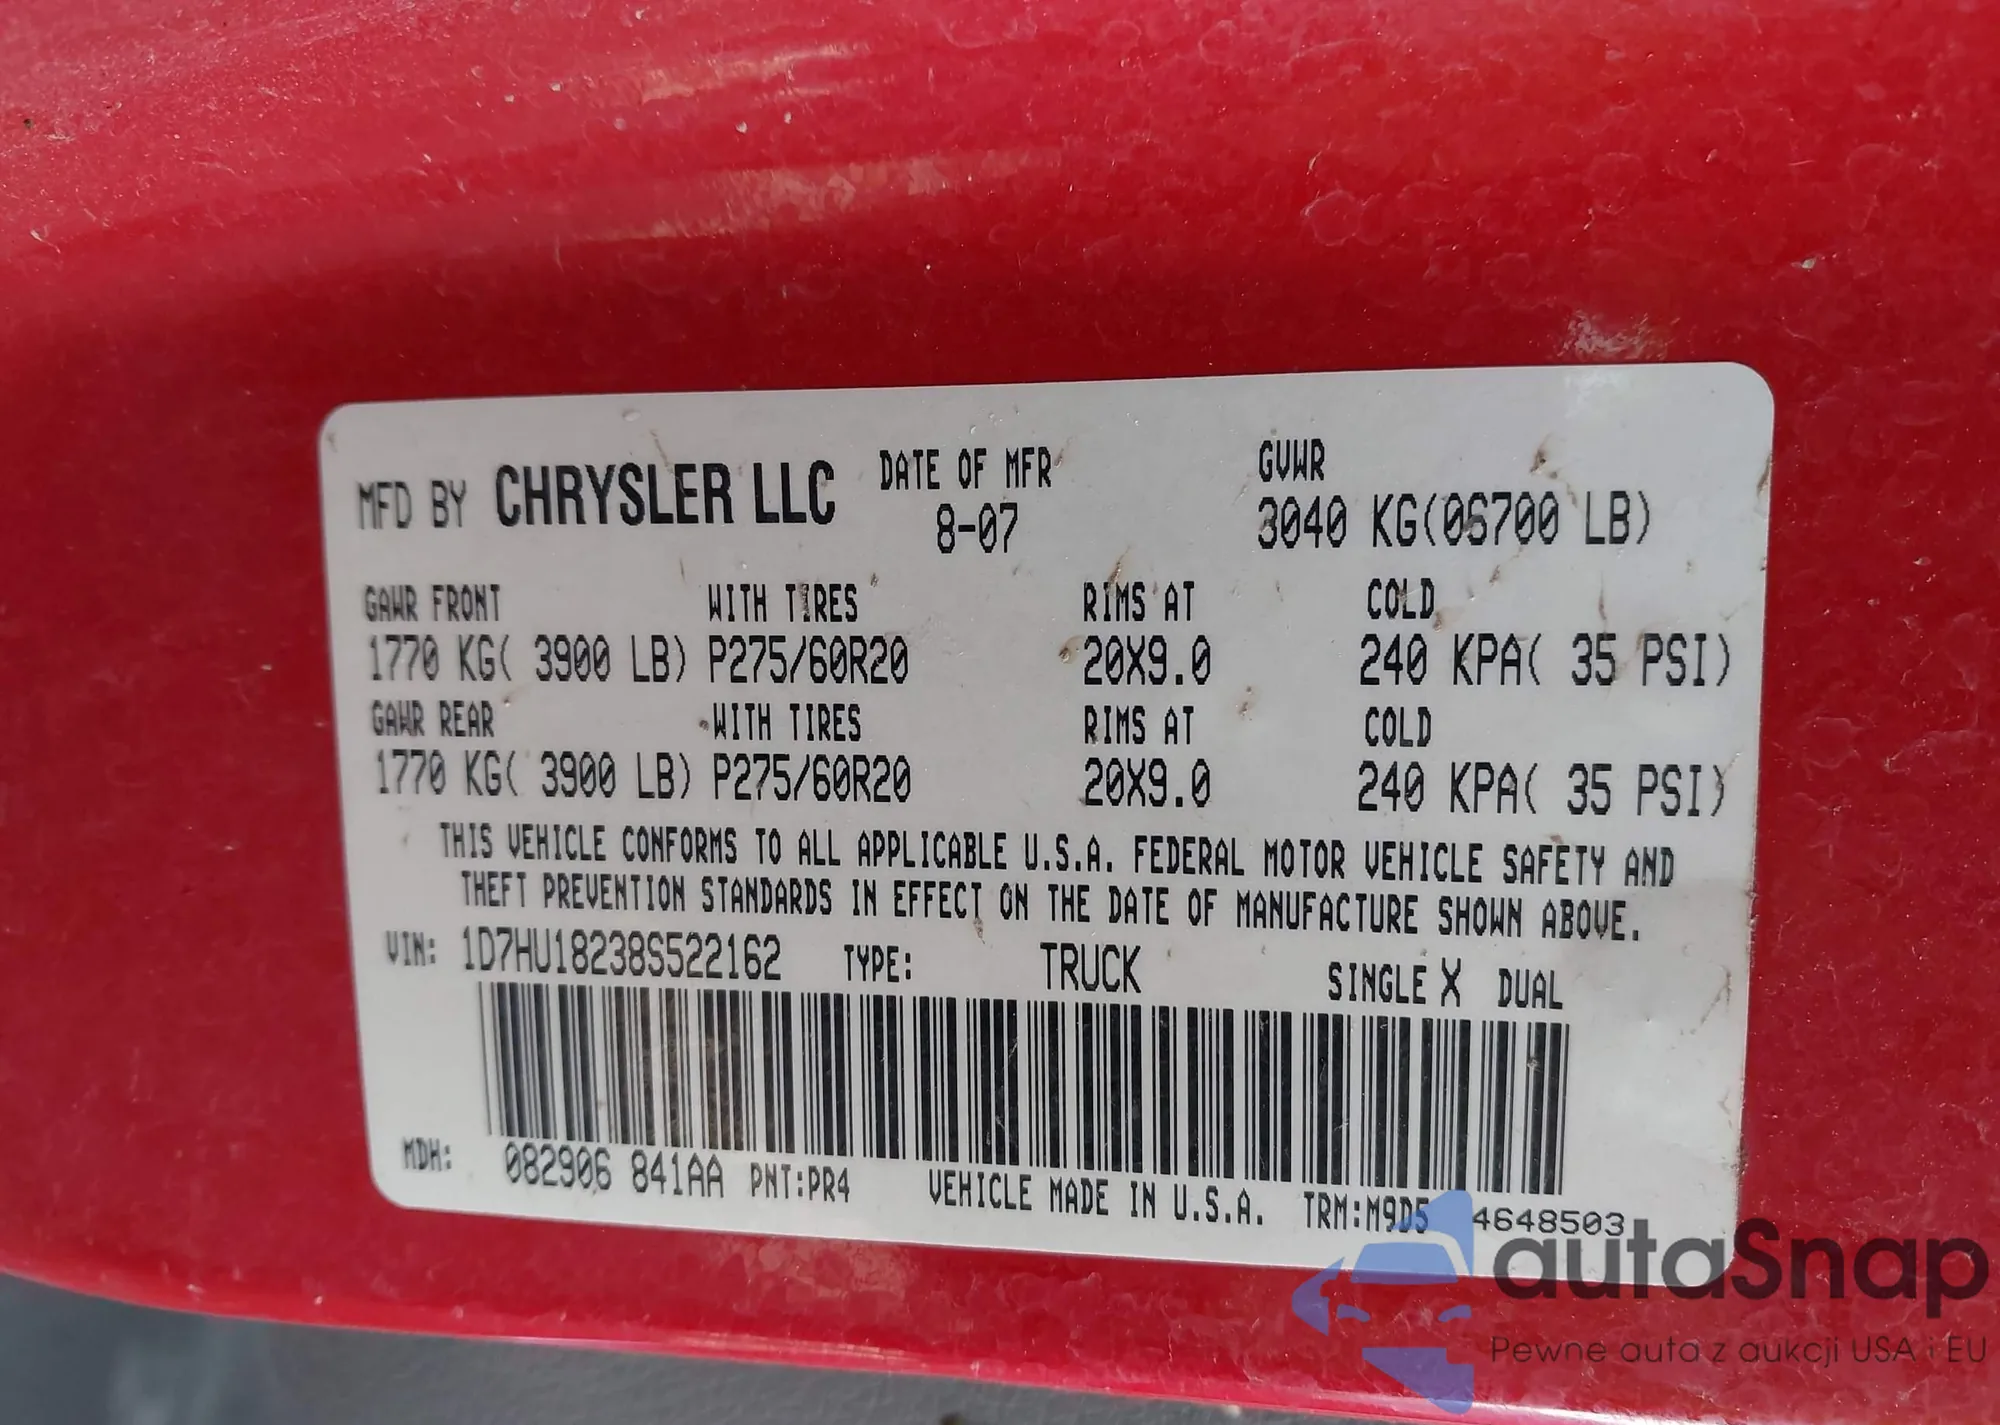 MFD BY CHRYSLER LLC DATE OF MFR GVWR
8-07 3040 KG(06700 LB)
GAWR FRONT WITH TIRES RIMS AT COLD
1770 KG( 3900 LB) P275/60R20 20X9.0 240 KPA( 35 PSI)
GAWR REAR WITH TIRES RIMS AT COLD
1770 KG( 3900 LB) P275/60R20 20X9.0 240 KPA( 35 PSI)
THIS VEHICLE CONFORMS TO ALL APPLICABLE U.S.A. FEDERAL MOTOR VEHICLE SAFETY AND
THEFT PREVENTION STANDARDS IN EFFECT ON THE DATE OF MANUFACTURE SHOWN ABOVE.
VIN: 1D7HU18238S522162 TYPE: TRUCK SINGLE X DUAL
MDH: 082906 841AA PNT:PR4 VEHICLE MADE IN U.S.A. TRM:M9D5 4648503
autaSnap
Pewne auta z aukcji USA i EU